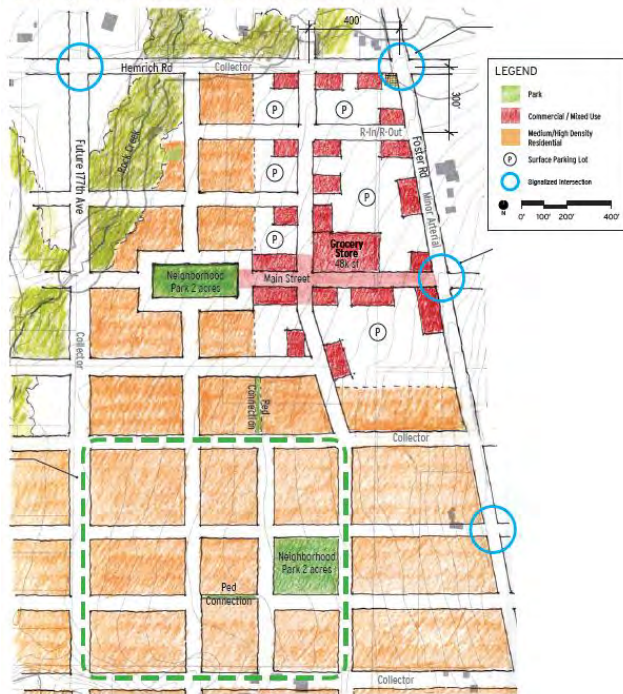 400'
Hemrich Rd
Collector
300'
R-In/R-Out
Rock Creek
Future 177th Ave
Collector
Foster Rd
Minor Arterial
P
P
P
P
P
P
Grocery
Store
48k sf
Main Street
Neighborhood
Park 2 acres
Ped
Connection
Collector
Neighborhood
Park 2 acres
Ped
Connection
Collector
LEGEND
Park
Commercial / Mixed Use
Medium/High Density
Residential
P Surface Parking Lot
Signalized Intersection
N
0' 100' 200' 400'